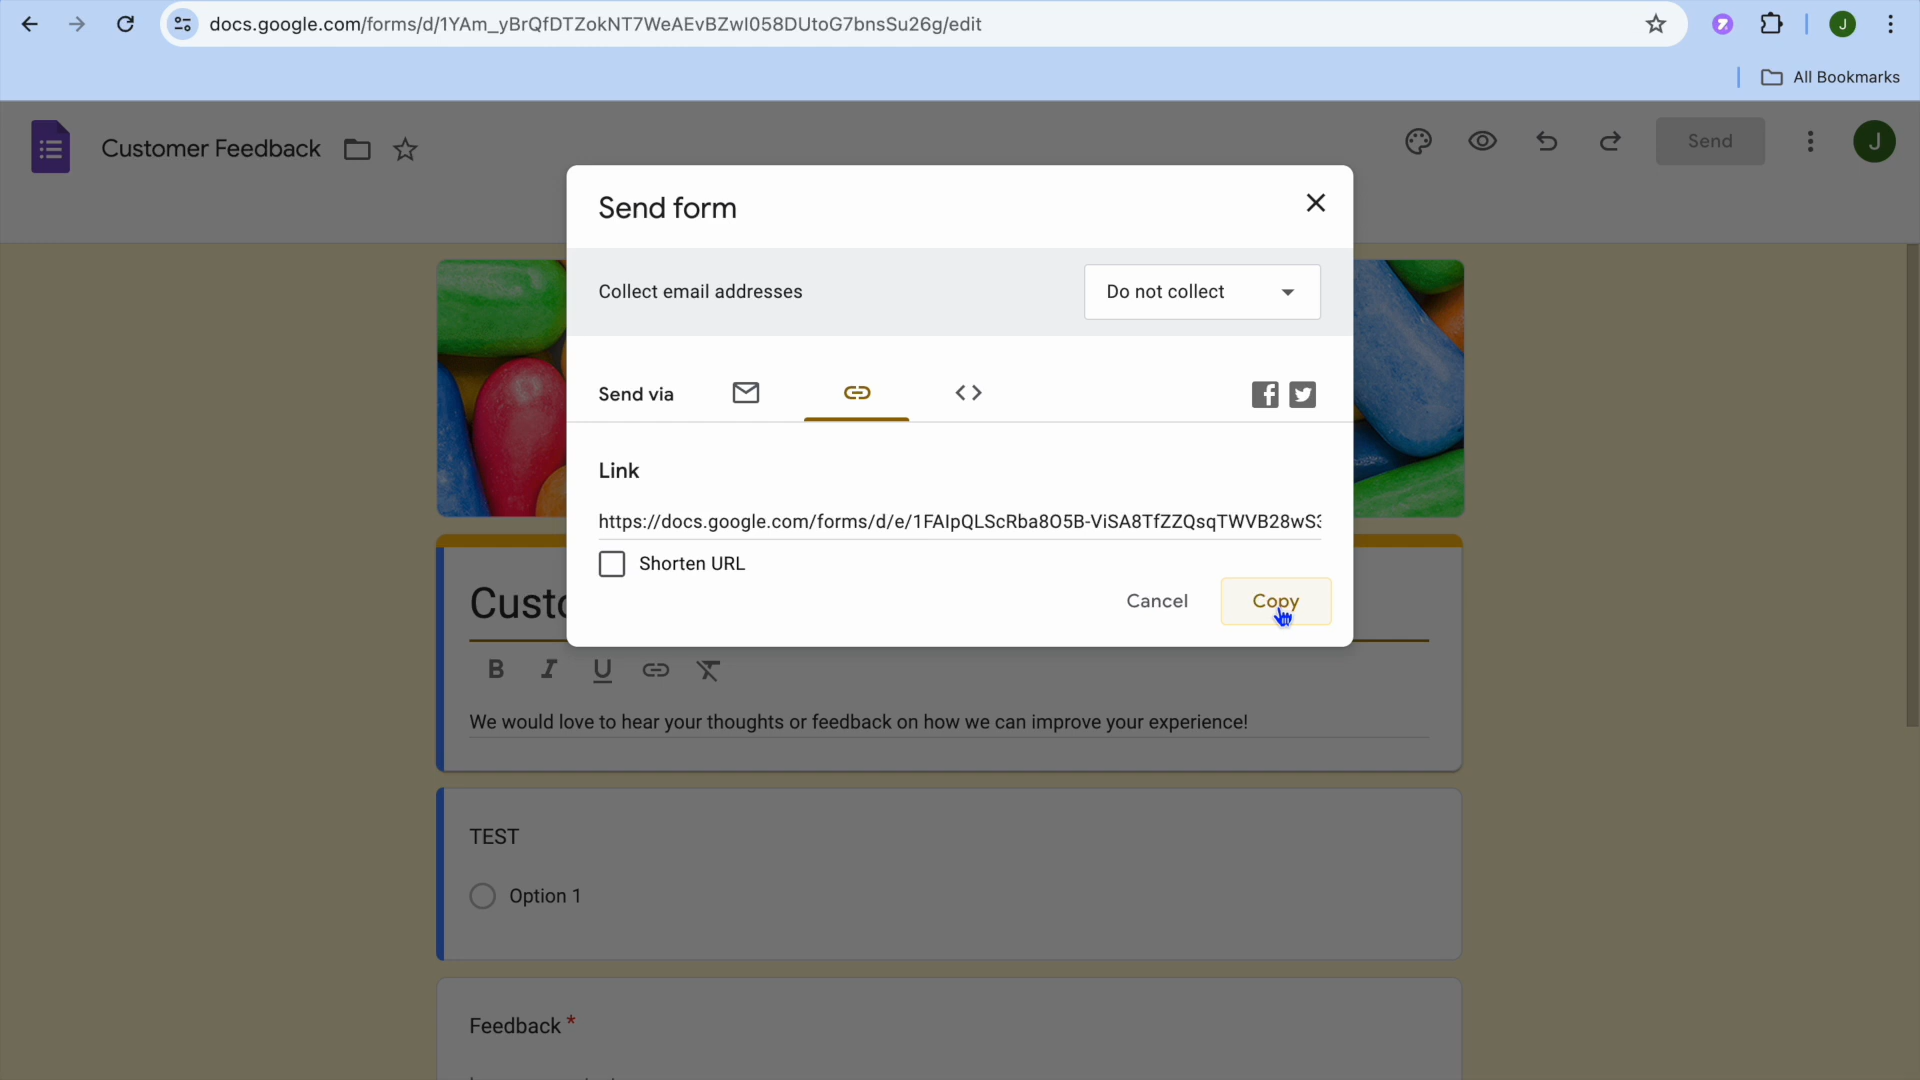 docs.google.com/forms/d/1YAm_yBrQfDTZokNT7WeAEvBZwI058DUtoG7bnsSu26g/edit
J
All Bookmarks
Customer Feedback
Send
J
Send form
Collect email addresses
Do not collect
Send via
Link
https://docs.google.com/forms/d/e/1FAIpQLScRba8O5B-ViSA8TfZZQsqTWVB28wS
Shorten URL
Cancel
Copy
Custo
B I U
We would love to hear your thoughts or feedback on how we can improve your experience!
TEST
Option 1
Feedback *